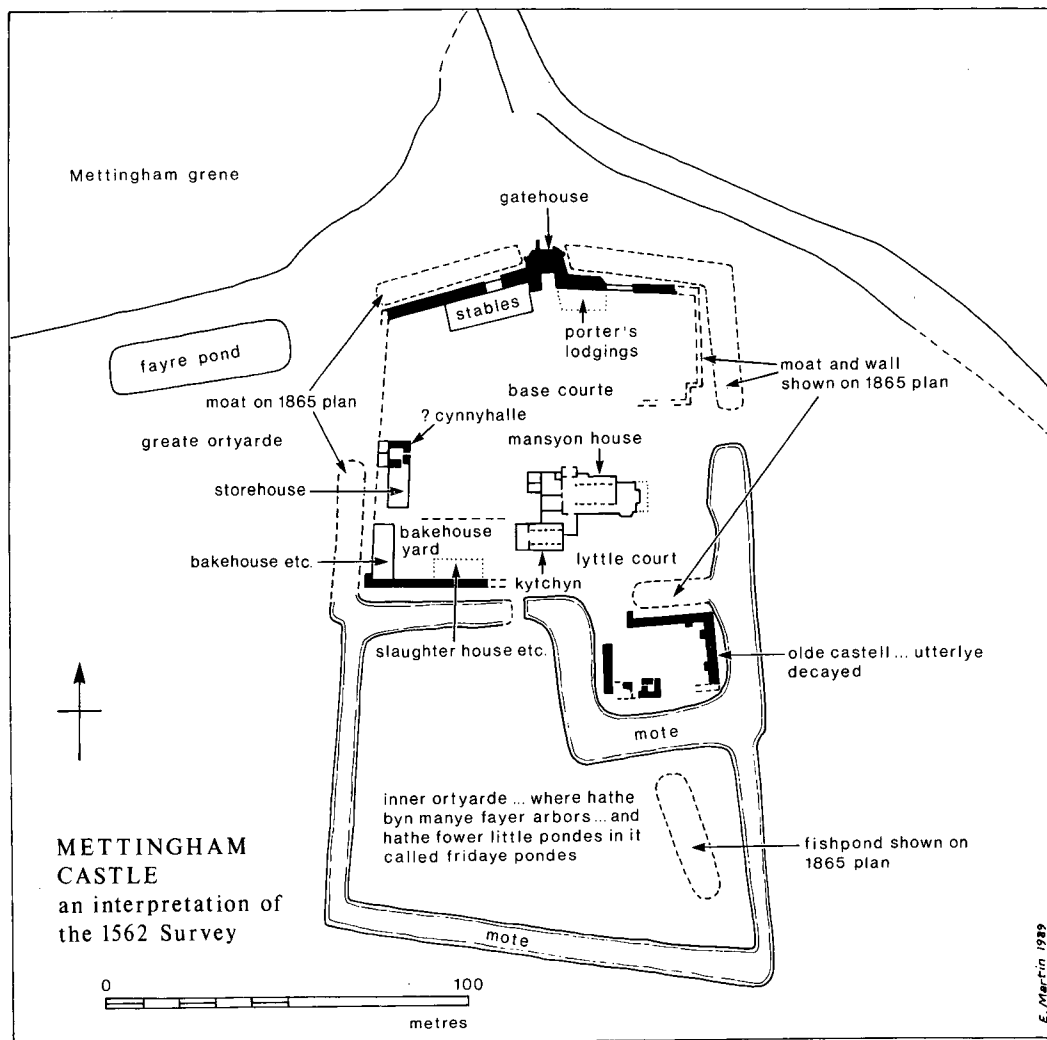 Mettingham grene
gatehouse
stables
porter's
lodgings
fayre pond
moat on 1865 plan
base courte
moat and wall
shown on 1865 plan
? cynnyhalle
greate ortyarde
mansyon house
storehouse
bakehouse
yard
bakehouse etc.
lyttle court
kytchyn
slaughter house etc.
olde castell ... utterlye
decayed
mote
inner ortyarde ... where hathe
byn manye fayer arbors ... and
hathe fower little pondes in it
called fridaye pondes
fishpond shown on
1865 plan
METTINGHAM
CASTLE
an interpretation of
the 1562 Survey
mote
0 100
metres
E. Martin 1989